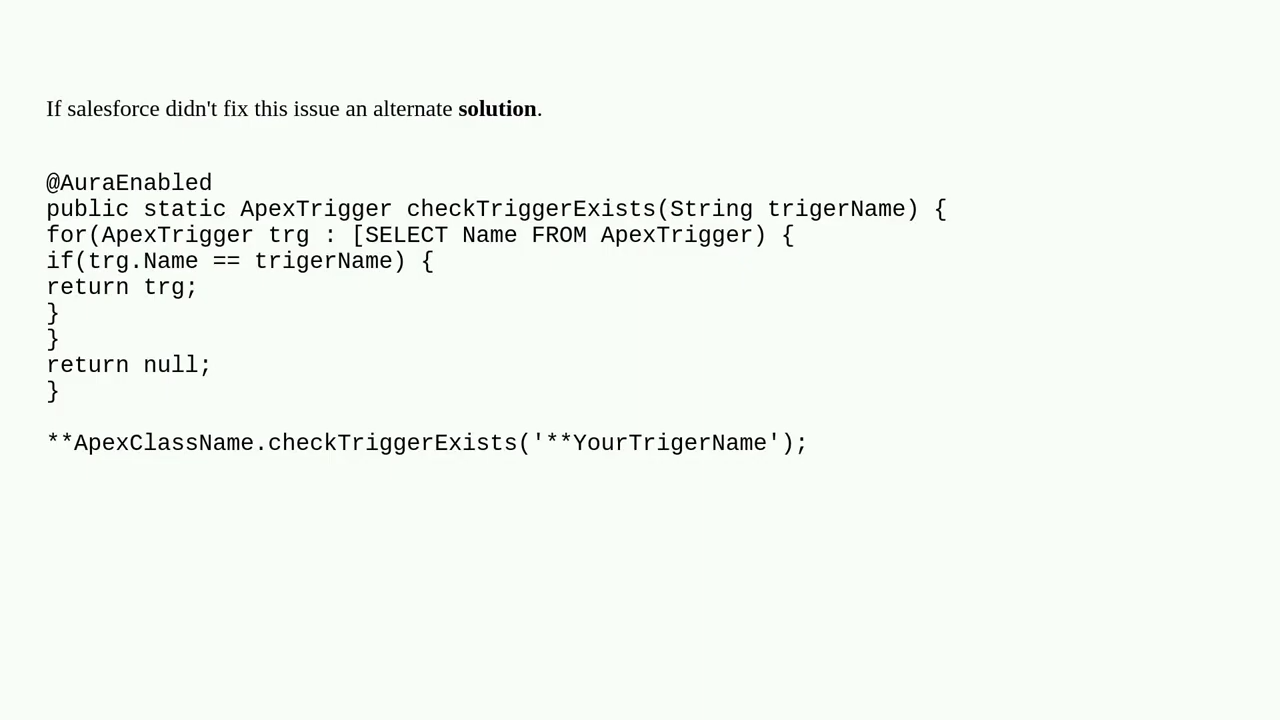 If salesforce didn't fix this issue an alternate solution.
@AuraEnabled
public static ApexTrigger checkTriggerExists(String trigerName) {
for(ApexTrigger trg : [SELECT Name FROM ApexTrigger) {
if(trg.Name == trigerName) {
return trg;
}
}
return null;
}
**ApexClassName.checkTriggerExists('**YourTrigerName');